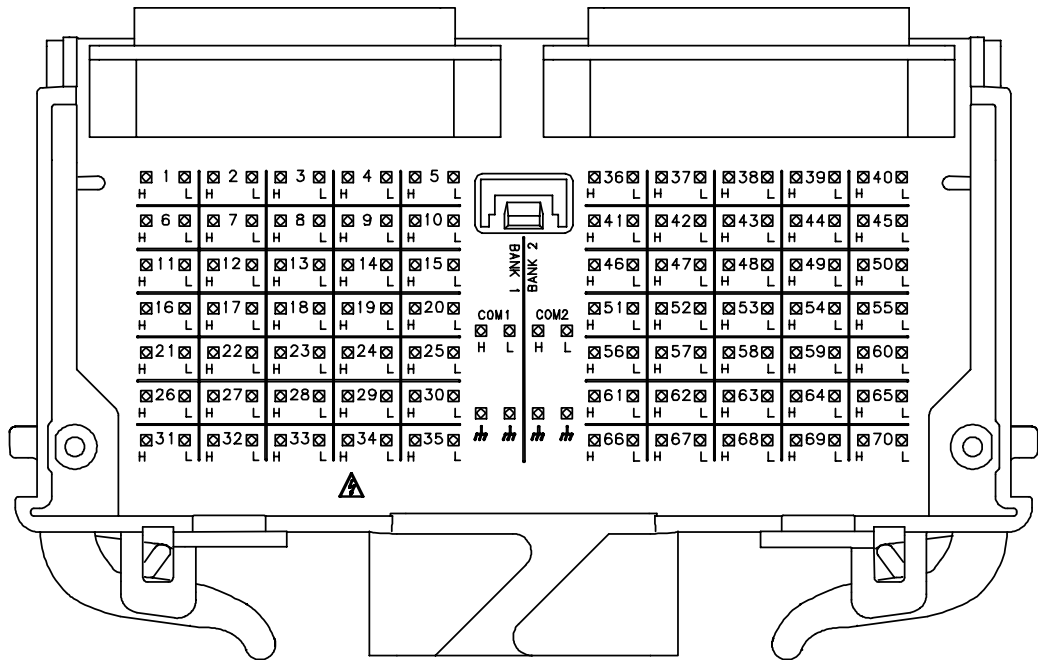 1 2 3 4 5 36 37 38 39 40
H L H L H L H L H L H L H L H L H L H L
6 7 8 9 10 41 42 43 44 45
H L H L H L H L H L H L H L H L H L H L
11 12 13 14 15 46 47 48 49 50
H L H L H L H L H L H L H L H L H L H L
BANK 1
BANK 2
16 17 18 19 20 COM1 COM2 51 52 53 54 55
H L H L H L H L H L H L H L H L H L H L H L H L
21 22 23 24 25 56 57 58 59 60
H L H L H L H L H L H L H L H L H L H L
26 27 28 29 30 61 62 63 64 65
H L H L H L H L H L H L H L H L H L H L
31 32 33 34 35 66 67 68 69 70
H L H L H L H L H L H L H L H L H L H L